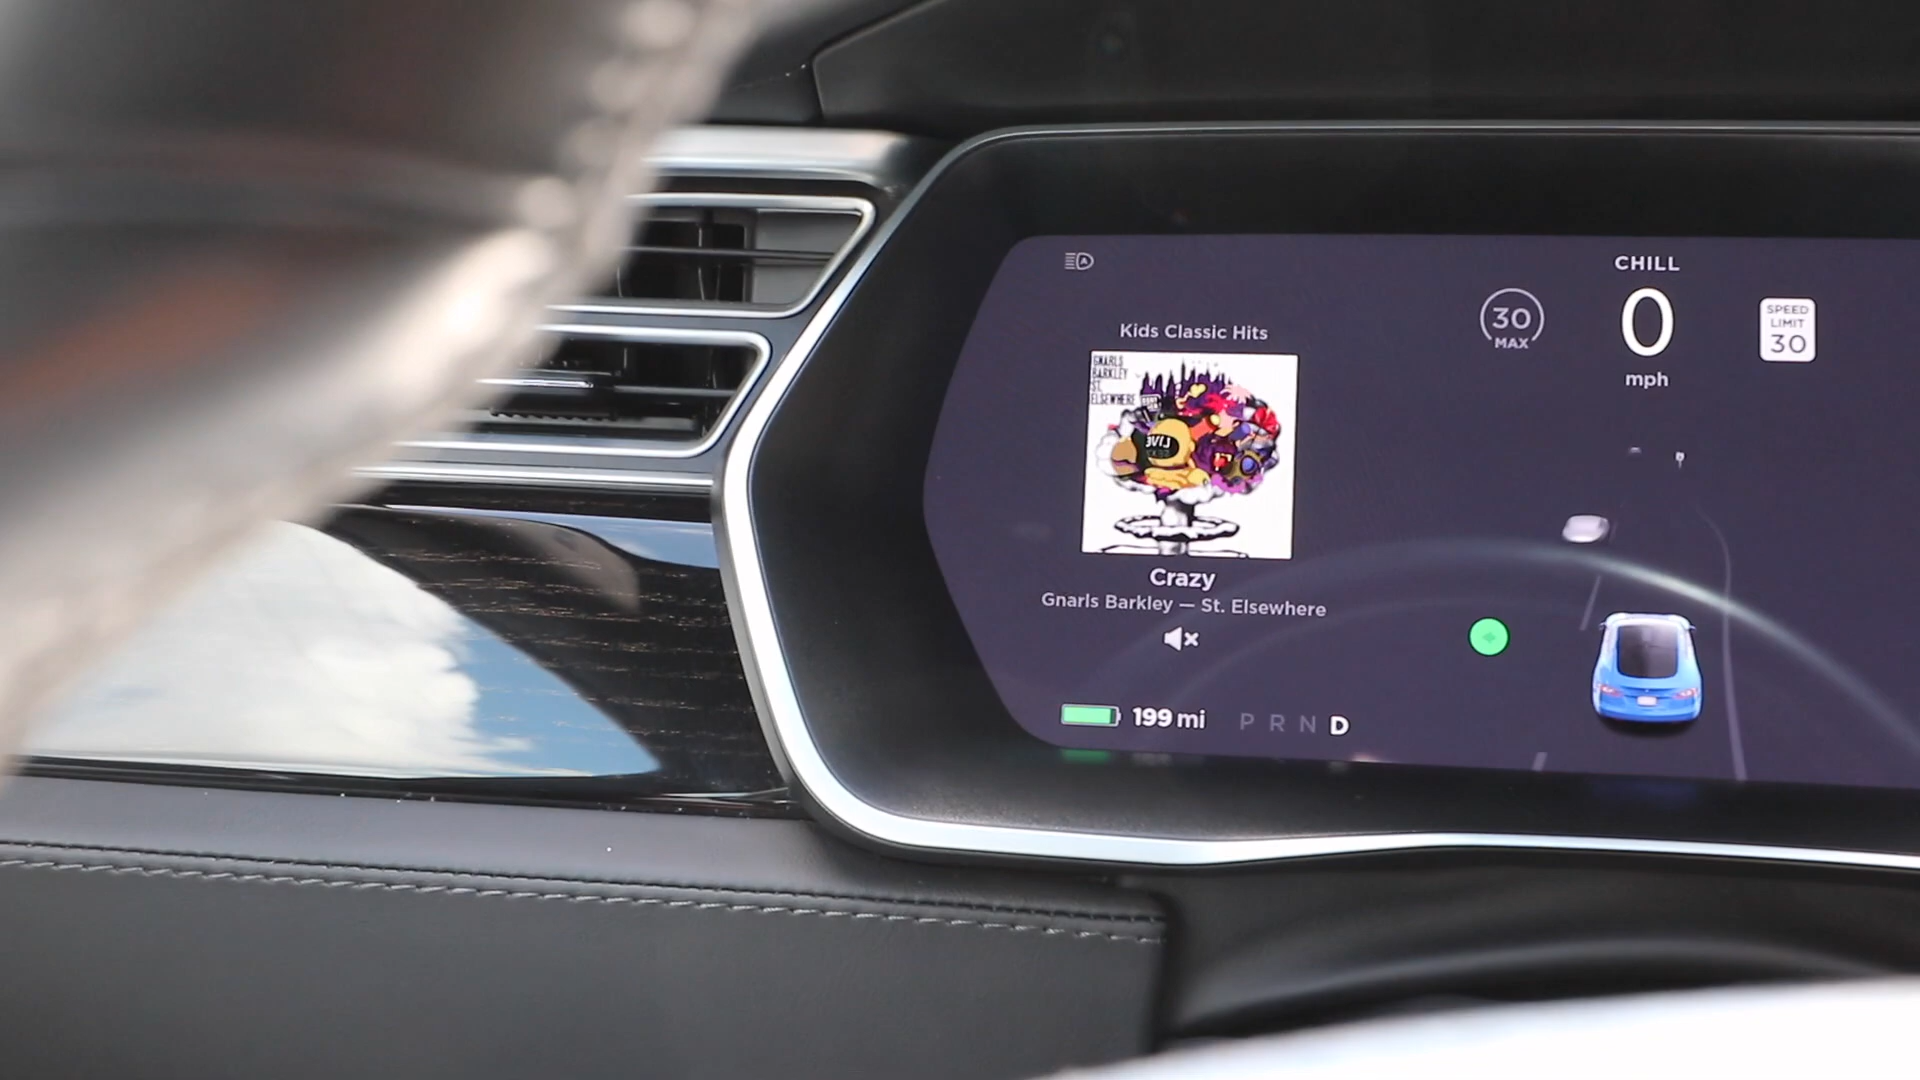 CHILL
30
MAX
0
mph
SPEED
LIMIT
30
Kids Classic Hits
GNARLS
BARKLEY
ST.
ELSEWHERE
Crazy
Gnarls Barkley — St. Elsewhere
199 mi
P R N D